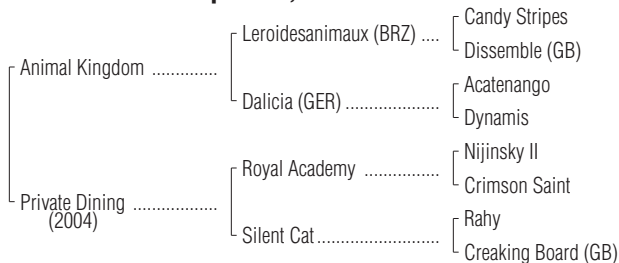 Candy Stripes
Leroidesanimaux (BRZ) ....
Dissemble (GB)
Animal Kingdom ..............
Acatenango
Dalicia (GER) ....................
Dynamis
Nijinsky II
Royal Academy ................
Crimson Saint
Private Dining ..................
(2004)
Rahy
Silent Cat..........................
Creaking Board (GB)